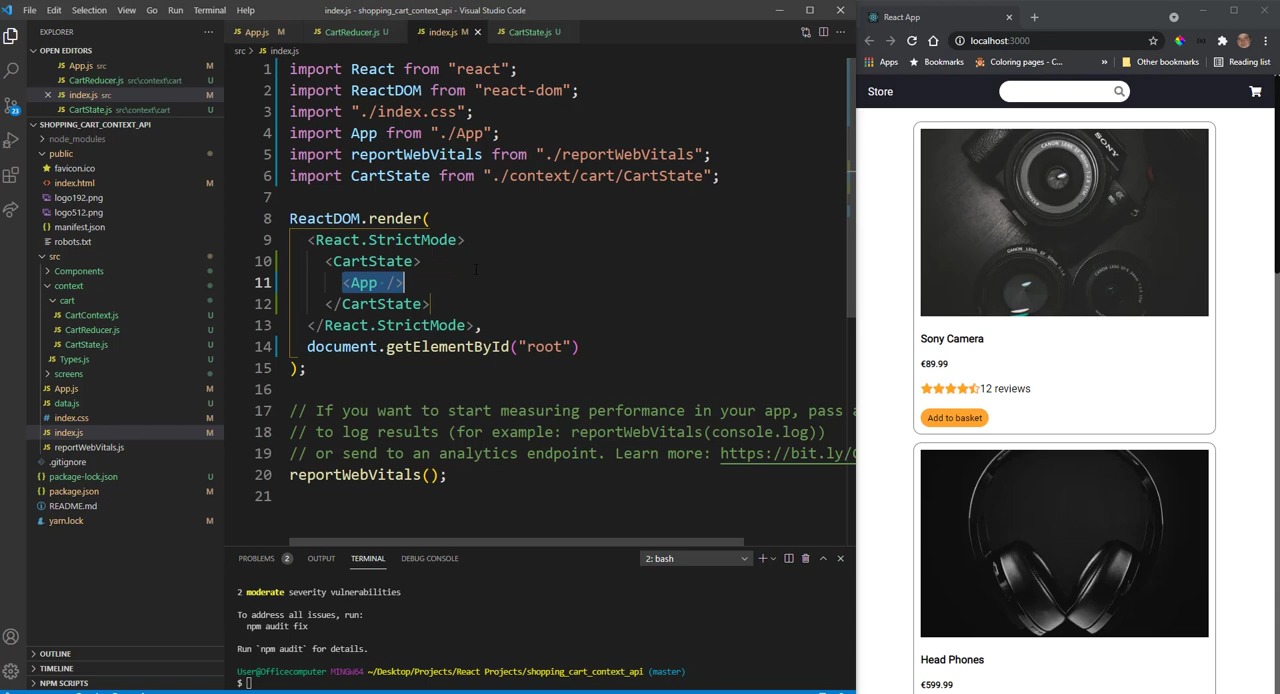 File Edit Selection View Go Run Terminal Help
index.js - shopping_cart_context_api - Visual Studio Code
EXPLORER
OPEN EDITORS
App.js src M
CartReducer.js src\context\cart U
index.js src M
CartState.js src\context\cart U
SHOPPING_CART_CONTEXT_API
node_modules
public
favicon.ico
index.html M
logo192.png
logo512.png
manifest.json
robots.txt
src
Components
context
cart
CartContext.js U
CartReducer.js U
CartState.js U
Types.js U
screens
App.js M
data.js U
index.css M
index.js M
reportWebVitals.js
.gitignore
package-lock.json U
package.json M
README.md
yarn.lock M
OUTLINE
TIMELINE
NPM SCRIPTS
23
App.js M CartReducer.js U index.js M CartState.js U
src > index.js
1 import React from "react";
2 import ReactDOM from "react-dom";
3 import "./index.css";
4 import App from "./App";
5 import reportWebVitals from "./reportWebVitals";
6 import CartState from "./context/cart/CartState";
7
8 ReactDOM.render(
9 <React.StrictMode>
10 <CartState>
11 <App />
12 </CartState>
13 </React.StrictMode>,
14 document.getElementById("root")
15 );
16
17 // If you want to start measuring performance in your app, pass a
18 // to log results (for example: reportWebVitals(console.log))
19 // or send to an analytics endpoint. Learn more: https://bit.ly/C
20 reportWebVitals();
21
PROBLEMS 2 OUTPUT TERMINAL DEBUG CONSOLE 2: bash
2 moderate severity vulnerabilities
To address all issues, run:
npm audit fix
Run `npm audit` for details.
User@Officecomputer MINGW64 ~/Desktop/Projects/React Projects/shopping_cart_context_api (master)
$
React App
localhost:3000
Apps Bookmarks Coloring pages - C... » Other bookmarks Reading list
Store
SONY
CANON LENS
Sony Camera
€89.99
12 reviews
Add to basket
Head Phones
€599.99